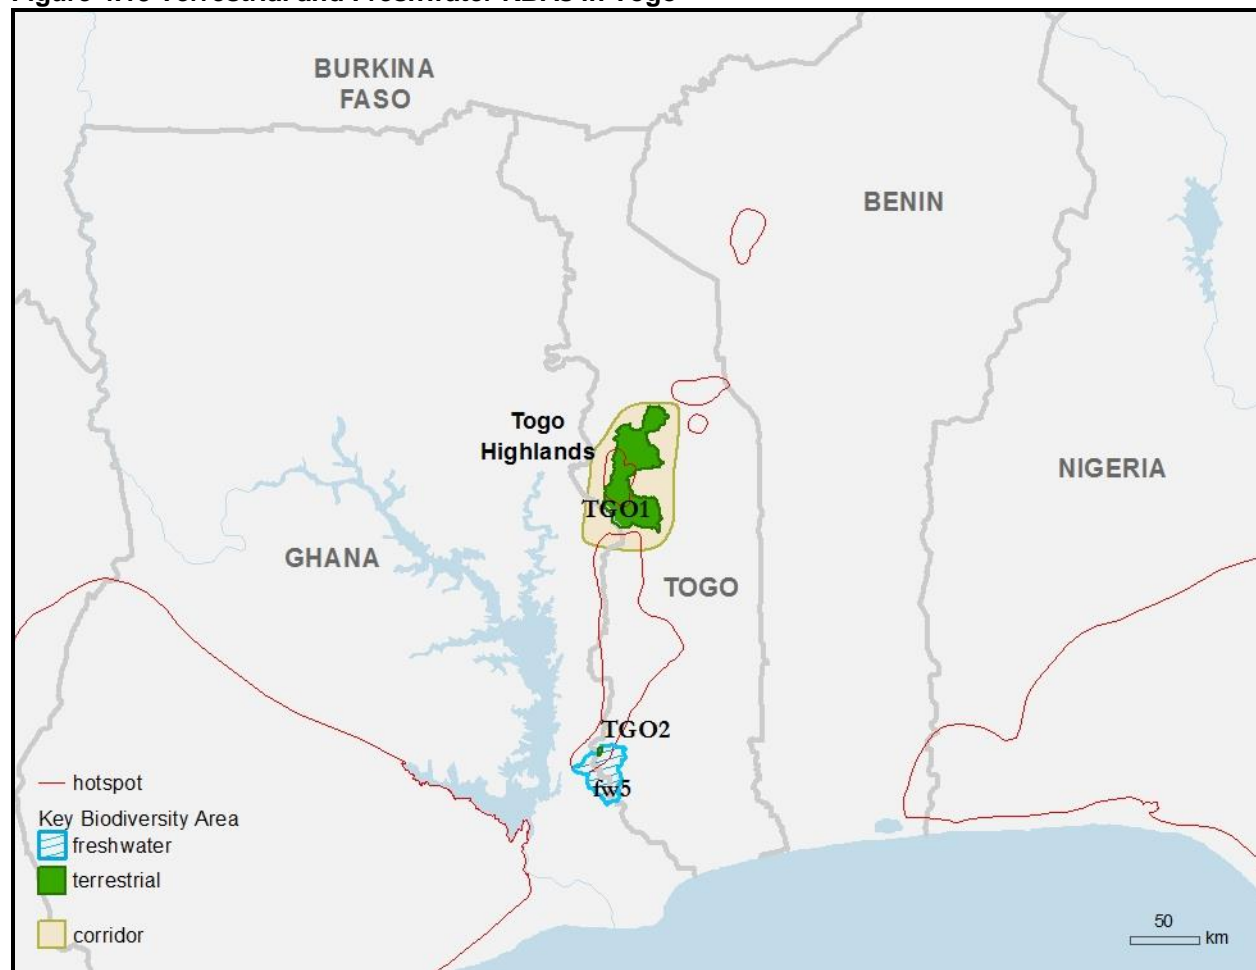 Figure 4.13 Terrestrial and Freshwater KBAs in Togo
BURKINA
FASO
BENIN
Togo
Highlands
NIGERIA
TGO1
GHANA
TOGO
TGO2
fw5
hotspot
Key Biodiversity Area
freshwater
terrestrial
corridor
50
km